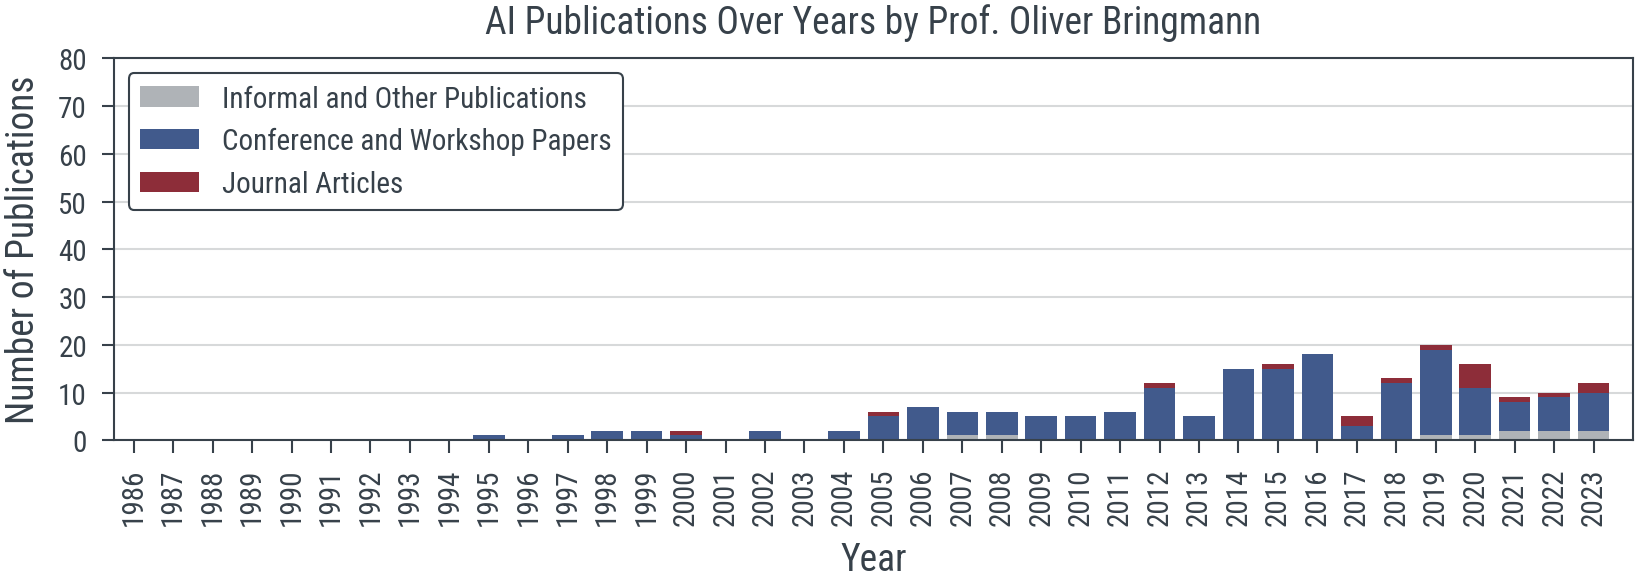 AI Publications Over Years by Prof. Oliver Bringmann
Number of Publications
80
70
60
50
40
30
20
10
0
Informal and Other Publications
Conference and Workshop Papers
Journal Articles
1986 1987 1988 1989 1990 1991 1992 1993 1994 1995 1996 1997 1998 1999 2000 2001 2002 2003 2004 2005 2006 2007 2008 2009 2010 2011 2012 2013 2014 2015 2016 2017 2018 2019 2020 2021 2022 2023
Year